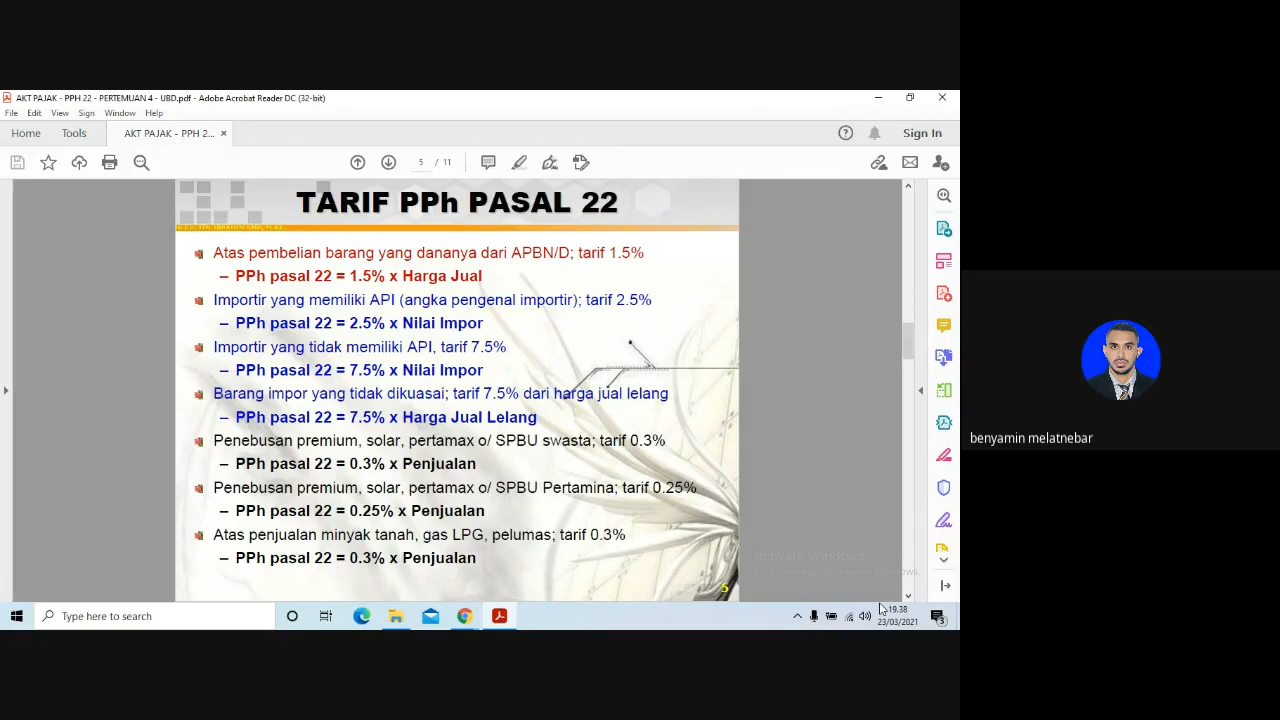 AKT PAJAK - PPH 22 - PERTEMUAN 4 - UBD.pdf - Adobe Acrobat Reader DC (32-bit)
File Edit View Sign Window Help
Home Tools AKT PAJAK - PPH 2... × Sign In
5 / 11
TARIF PPh PASAL 22
Atas pembelian barang yang dananya dari APBN/D; tarif 1.5%
– PPh pasal 22 = 1.5% x Harga Jual
Importir yang memiliki API (angka pengenal importir); tarif 2.5%
– PPh pasal 22 = 2.5% x Nilai Impor
Importir yang tidak memiliki API, tarif 7.5%
– PPh pasal 22 = 7.5% x Nilai Impor
Barang impor yang tidak dikuasai; tarif 7.5% dari harga jual lelang
– PPh pasal 22 = 7.5% x Harga Jual Lelang
Penebusan premium, solar, pertamax o/ SPBU swasta; tarif 0.3%
– PPh pasal 22 = 0.3% x Penjualan
Penebusan premium, solar, pertamax o/ SPBU Pertamina; tarif 0.25%
– PPh pasal 22 = 0.25% x Penjualan
Atas penjualan minyak tanah, gas LPG, pelumas; tarif 0.3%
– PPh pasal 22 = 0.3% x Penjualan
Activate Windows
5
benyamin melatnebar
Type here to search
19.38
23/03/2021
3